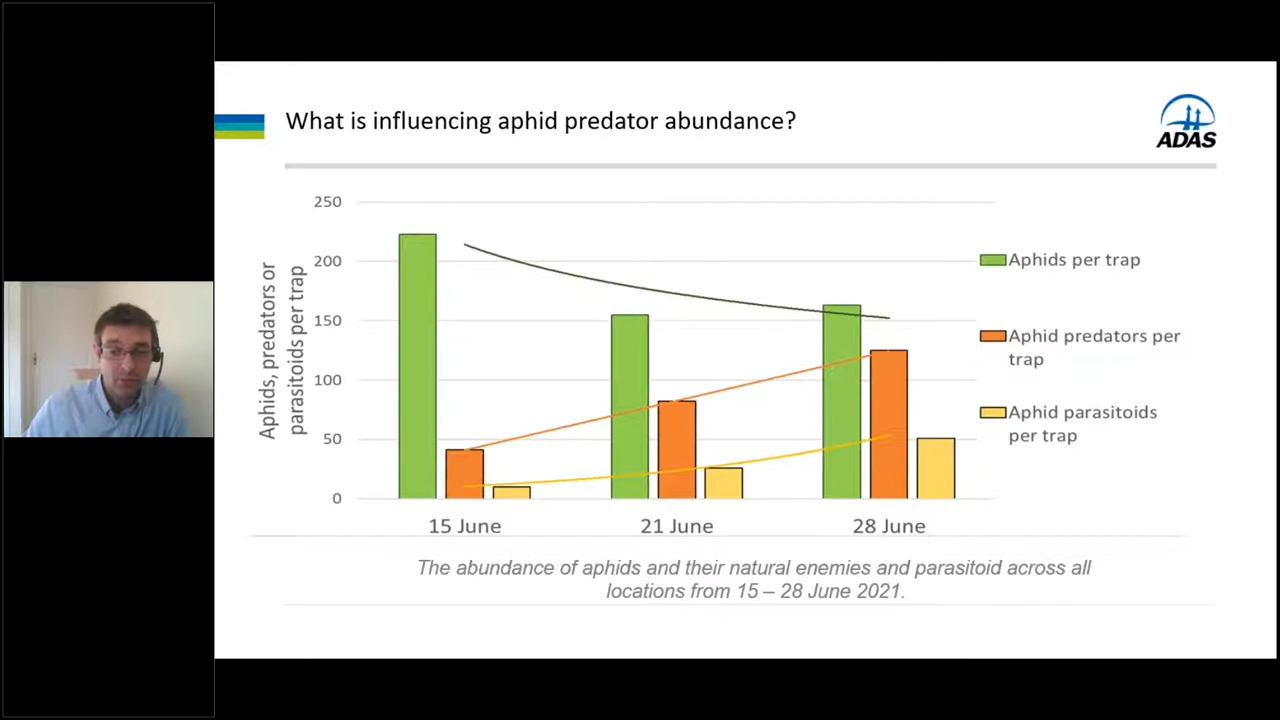 What is influencing aphid predator abundance?
ADAS
250
200
150
100
50
0
Aphids, predators or
parasitoids per trap
15 June
21 June
28 June
Aphids per trap
Aphid predators per
trap
Aphid parasitoids
per trap
The abundance of aphids and their natural enemies and parasitoid across all
locations from 15 – 28 June 2021.